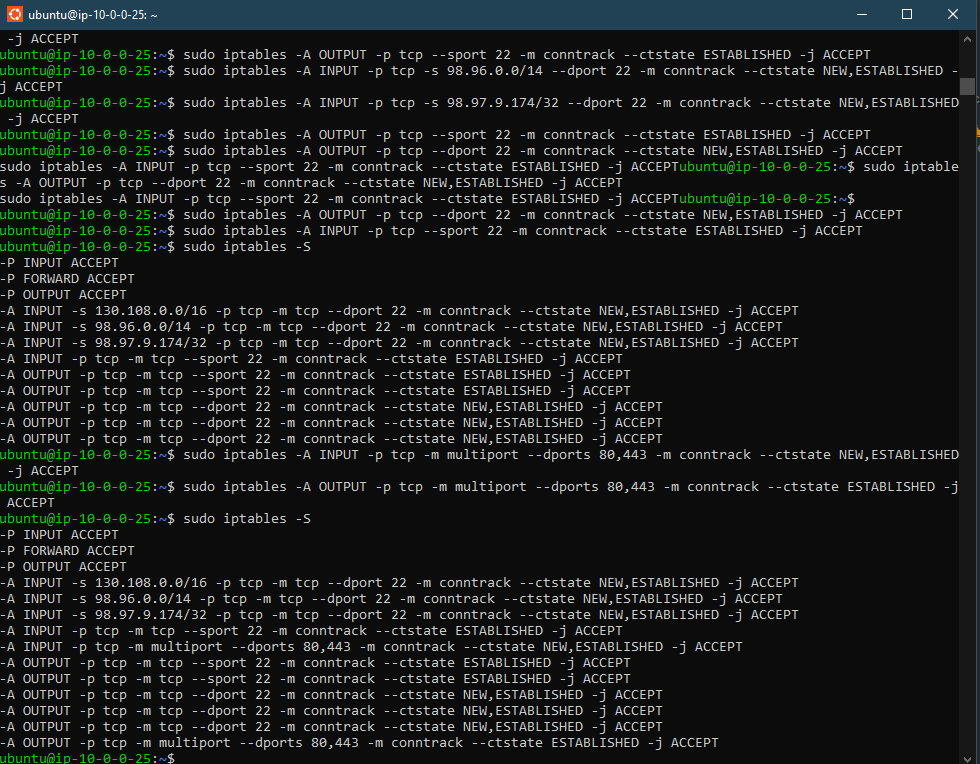 ubuntu@ip-10-0-0-25: ~
 -j ACCEPT
ubuntu@ip-10-0-0-25:~$ sudo iptables -A OUTPUT -p tcp --sport 22 -m conntrack --ctstate ESTABLISHED -j ACCEPT
ubuntu@ip-10-0-0-25:~$ sudo iptables -A INPUT -p tcp -s 98.96.0.0/14 --dport 22 -m conntrack --ctstate NEW,ESTABLISHED -
j ACCEPT
ubuntu@ip-10-0-0-25:~$ sudo iptables -A INPUT -p tcp -s 98.97.9.174/32 --dport 22 -m conntrack --ctstate NEW,ESTABLISHED
 -j ACCEPT
ubuntu@ip-10-0-0-25:~$ sudo iptables -A OUTPUT -p tcp --sport 22 -m conntrack --ctstate ESTABLISHED -j ACCEPT
ubuntu@ip-10-0-0-25:~$ sudo iptables -A OUTPUT -p tcp --dport 22 -m conntrack --ctstate NEW,ESTABLISHED -j ACCEPT
sudo iptables -A INPUT -p tcp --sport 22 -m conntrack --ctstate ESTABLISHED -j ACCEPTubuntu@ip-10-0-0-25:~$ sudo iptable
s -A OUTPUT -p tcp --dport 22 -m conntrack --ctstate NEW,ESTABLISHED -j ACCEPT
sudo iptables -A INPUT -p tcp --sport 22 -m conntrack --ctstate ESTABLISHED -j ACCEPTubuntu@ip-10-0-0-25:~$
ubuntu@ip-10-0-0-25:~$ sudo iptables -A OUTPUT -p tcp --dport 22 -m conntrack --ctstate NEW,ESTABLISHED -j ACCEPT
ubuntu@ip-10-0-0-25:~$ sudo iptables -A INPUT -p tcp --sport 22 -m conntrack --ctstate ESTABLISHED -j ACCEPT
ubuntu@ip-10-0-0-25:~$ sudo iptables -S
-P INPUT ACCEPT
-P FORWARD ACCEPT
-P OUTPUT ACCEPT
-A INPUT -s 130.108.0.0/16 -p tcp -m tcp --dport 22 -m conntrack --ctstate NEW,ESTABLISHED -j ACCEPT
-A INPUT -s 98.96.0.0/14 -p tcp -m tcp --dport 22 -m conntrack --ctstate NEW,ESTABLISHED -j ACCEPT
-A INPUT -s 98.97.9.174/32 -p tcp -m tcp --dport 22 -m conntrack --ctstate NEW,ESTABLISHED -j ACCEPT
-A INPUT -p tcp -m tcp --sport 22 -m conntrack --ctstate ESTABLISHED -j ACCEPT
-A OUTPUT -p tcp -m tcp --sport 22 -m conntrack --ctstate ESTABLISHED -j ACCEPT
-A OUTPUT -p tcp -m tcp --sport 22 -m conntrack --ctstate ESTABLISHED -j ACCEPT
-A OUTPUT -p tcp -m tcp --dport 22 -m conntrack --ctstate NEW,ESTABLISHED -j ACCEPT
-A OUTPUT -p tcp -m tcp --dport 22 -m conntrack --ctstate NEW,ESTABLISHED -j ACCEPT
-A OUTPUT -p tcp -m tcp --dport 22 -m conntrack --ctstate NEW,ESTABLISHED -j ACCEPT
ubuntu@ip-10-0-0-25:~$ sudo iptables -A INPUT -p tcp -m multiport --dports 80,443 -m conntrack --ctstate NEW,ESTABLISHED
 -j ACCEPT
ubuntu@ip-10-0-0-25:~$ sudo iptables -A OUTPUT -p tcp -m multiport --dports 80,443 -m conntrack --ctstate ESTABLISHED -j
 ACCEPT
ubuntu@ip-10-0-0-25:~$ sudo iptables -S
-P INPUT ACCEPT
-P FORWARD ACCEPT
-P OUTPUT ACCEPT
-A INPUT -s 130.108.0.0/16 -p tcp -m tcp --dport 22 -m conntrack --ctstate NEW,ESTABLISHED -j ACCEPT
-A INPUT -s 98.96.0.0/14 -p tcp -m tcp --dport 22 -m conntrack --ctstate NEW,ESTABLISHED -j ACCEPT
-A INPUT -s 98.97.9.174/32 -p tcp -m tcp --dport 22 -m conntrack --ctstate NEW,ESTABLISHED -j ACCEPT
-A INPUT -p tcp -m tcp --sport 22 -m conntrack --ctstate ESTABLISHED -j ACCEPT
-A INPUT -p tcp -m multiport --dports 80,443 -m conntrack --ctstate NEW,ESTABLISHED -j ACCEPT
-A OUTPUT -p tcp -m tcp --sport 22 -m conntrack --ctstate ESTABLISHED -j ACCEPT
-A OUTPUT -p tcp -m tcp --sport 22 -m conntrack --ctstate ESTABLISHED -j ACCEPT
-A OUTPUT -p tcp -m tcp --dport 22 -m conntrack --ctstate NEW,ESTABLISHED -j ACCEPT
-A OUTPUT -p tcp -m tcp --dport 22 -m conntrack --ctstate NEW,ESTABLISHED -j ACCEPT
-A OUTPUT -p tcp -m tcp --dport 22 -m conntrack --ctstate NEW,ESTABLISHED -j ACCEPT
-A OUTPUT -p tcp -m multiport --dports 80,443 -m conntrack --ctstate ESTABLISHED -j ACCEPT
ubuntu@ip-10-0-0-25:~$